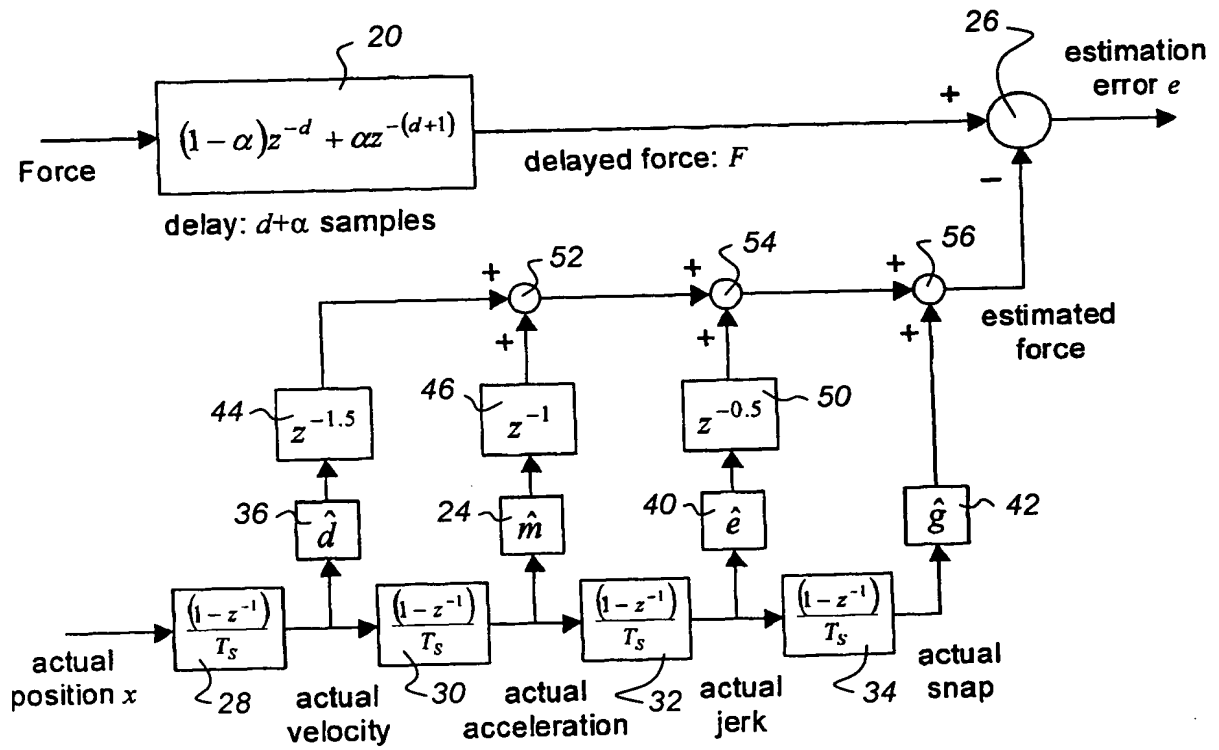 20
26
estimation
error e
(1-α)z^{-d} + αz^{-(d+1)}
+
Force
delayed force: F
−
delay: d+α samples
52
54
56
+
+
+
+
+
+
estimated
force
44
z^{-1.5}
46
z^{-1}
z^{-0.5}
50
36
d̂
24
m̂
40
ê
ĝ
42
(1-z^{-1})
T_S
(1-z^{-1})
T_S
(1-z^{-1})
T_S
(1-z^{-1})
T_S
actual
position x
28
actual
velocity
30
actual
acceleration
32
actual
jerk
34
actual
snap